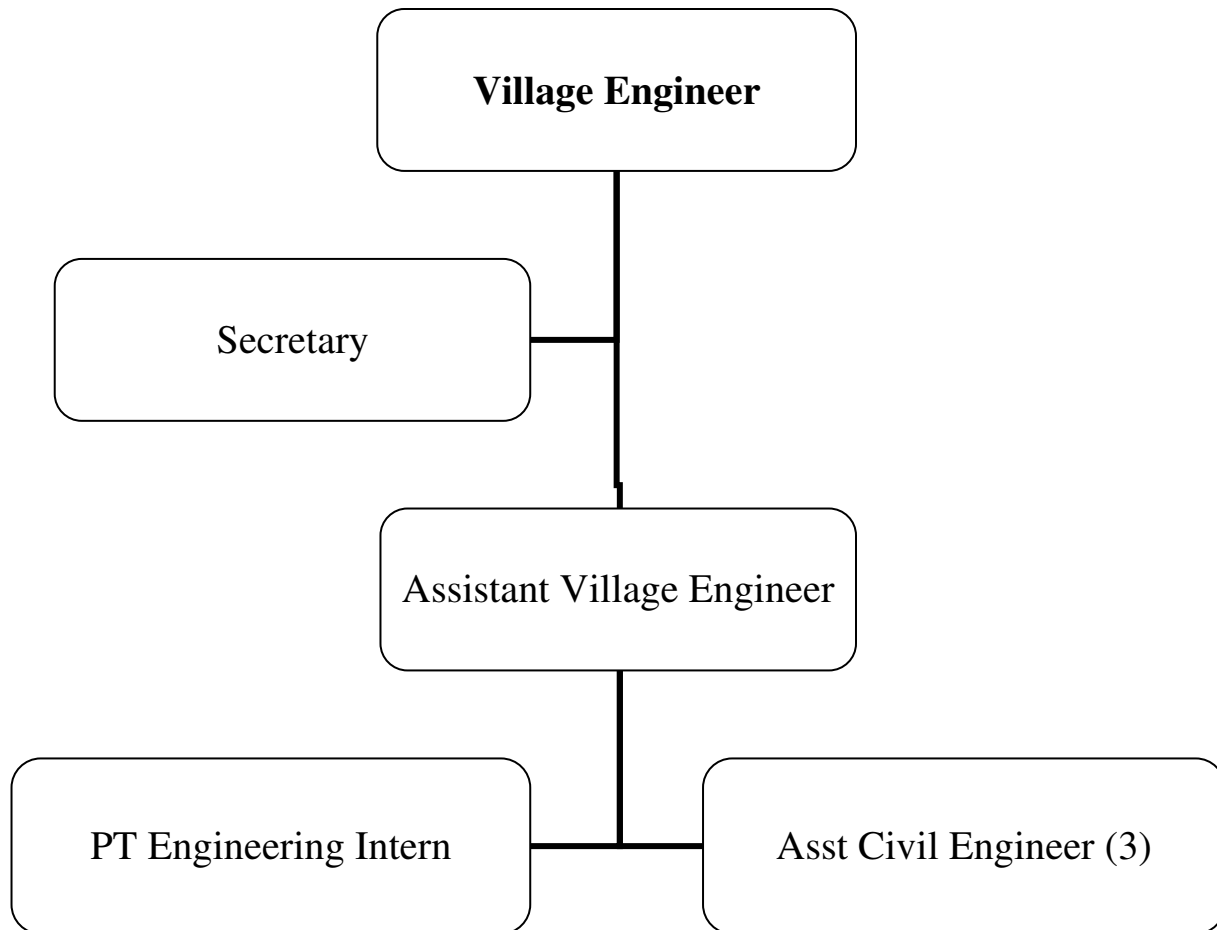 Village Engineer
Secretary
Assistant Village Engineer
PT Engineering Intern
Asst Civil Engineer (3)